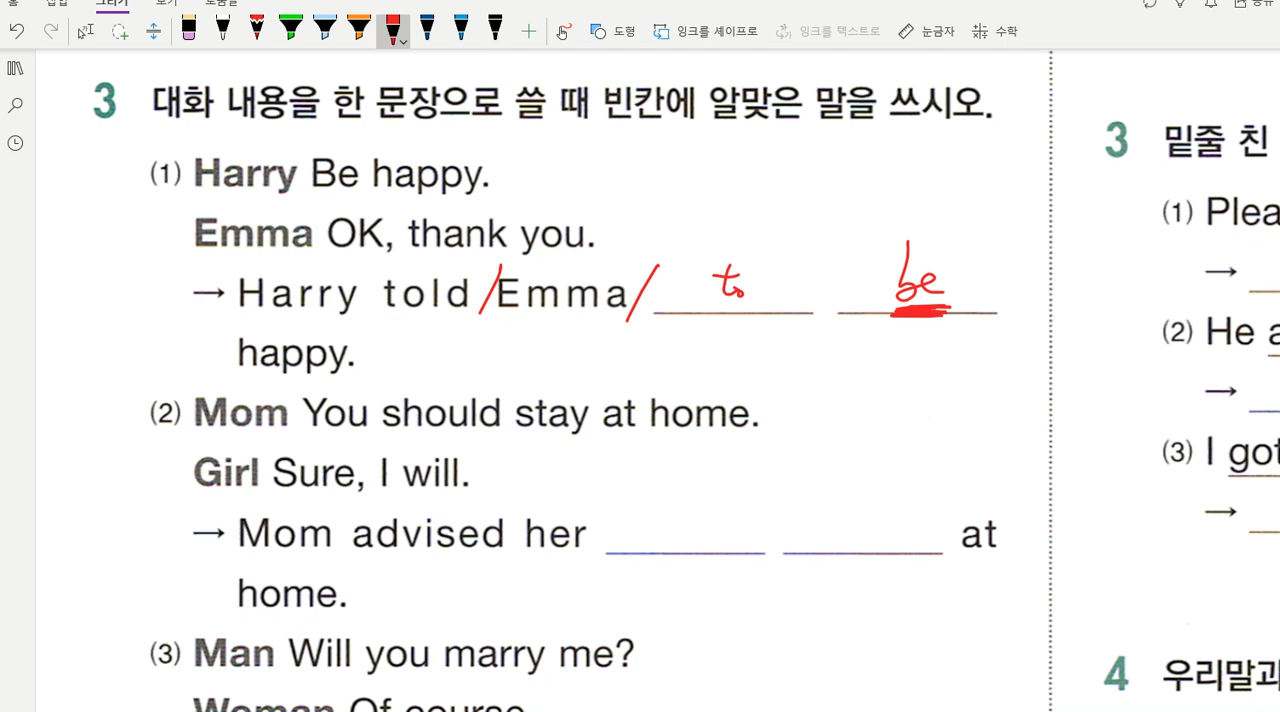 도형 잉크를 셰이프로 잉크를 텍스트로 눈금자 수학
3 대화 내용을 한 문장으로 쓸 때 빈칸에 알맞은 말을 쓰시오.
(1) Harry Be happy.
Emma OK, thank you.
→ Harry told / Emma / to be
happy.
(2) Mom You should stay at home.
Girl Sure, I will.
→ Mom advised her ____ ____ at
home.
(3) Man Will you marry me?
Woman Of course
3 밑줄 친
(1) Plea
→
(2) He a
→
(3) I got
→
4 우리말과